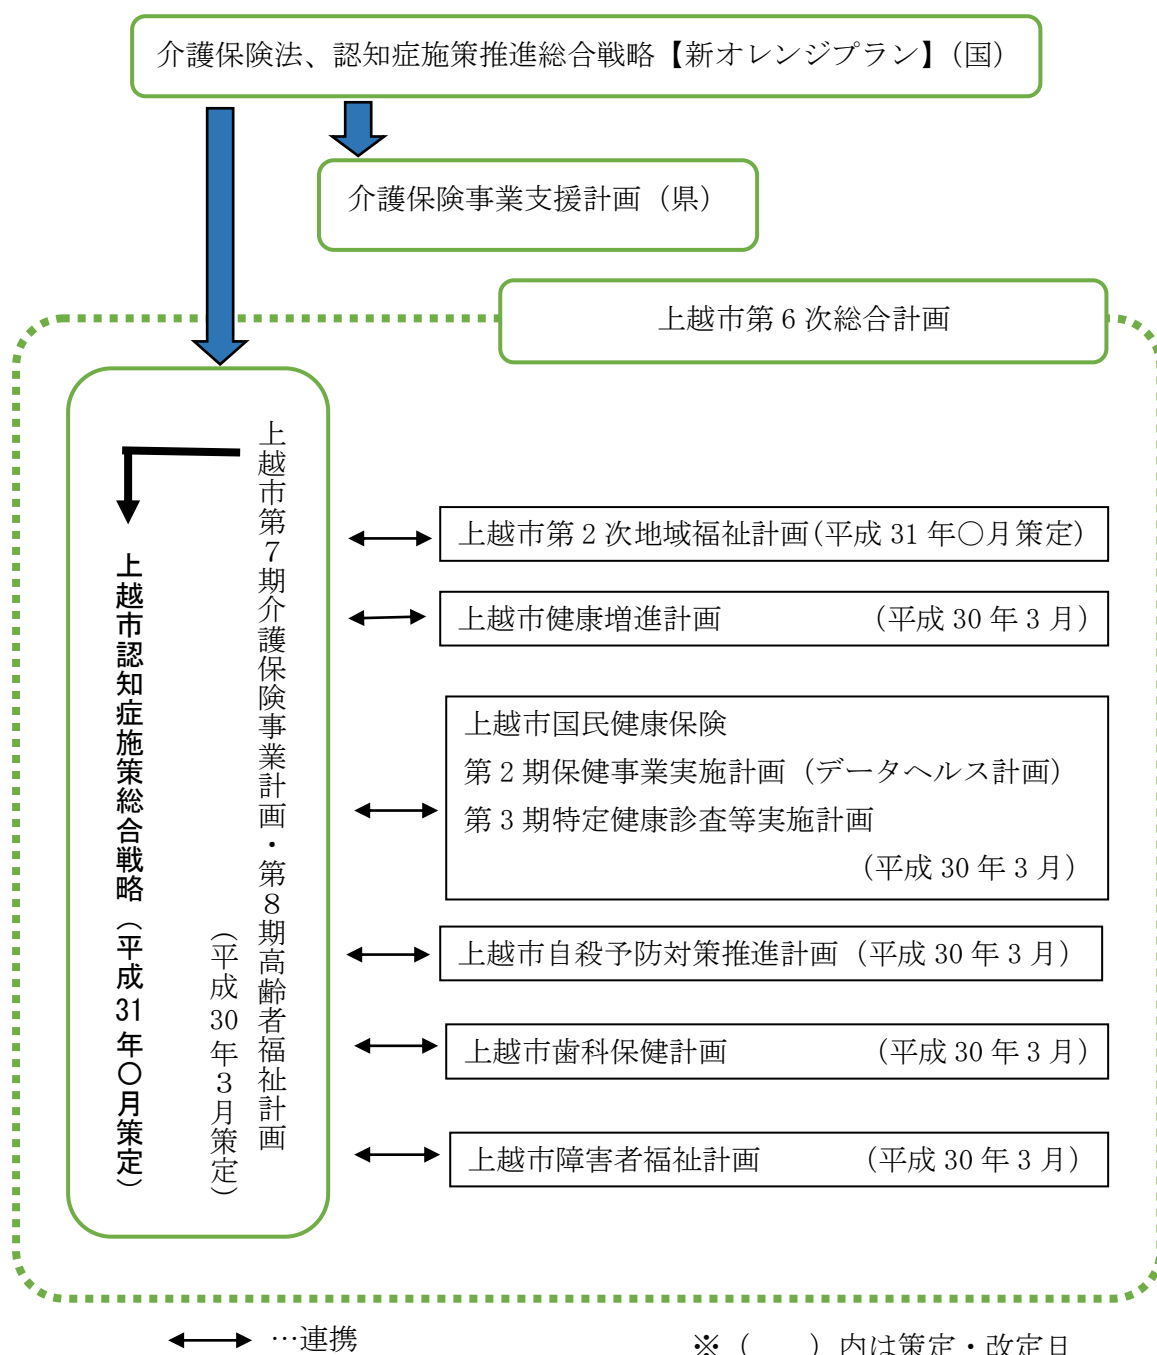 介護保険法、認知症施策推進総合戦略【新オレンジプラン】（国）
介護保険事業支援計画（県）
上越市第６次総合計画
上越市第７期介護保険事業計画・第８期高齢者福祉計画
（平成30年３月策定）
上越市認知症施策総合戦略（平成31年〇月策定）
上越市第２次地域福祉計画（平成 31 年〇月策定）
上越市健康増進計画　　　　　（平成 30 年 3 月）
上越市国民健康保険
第２期保健事業実施計画（データヘルス計画）
第３期特定健康診査等実施計画
（平成 30 年 3 月）
上越市自殺予防対策推進計画（平成 30 年 3 月）
上越市歯科保健計画　　　　　（平成 30 年 3 月）
上越市障害者福祉計画　　　　（平成 30 年 3 月）
…連携
※（　　）内は策定・改定日